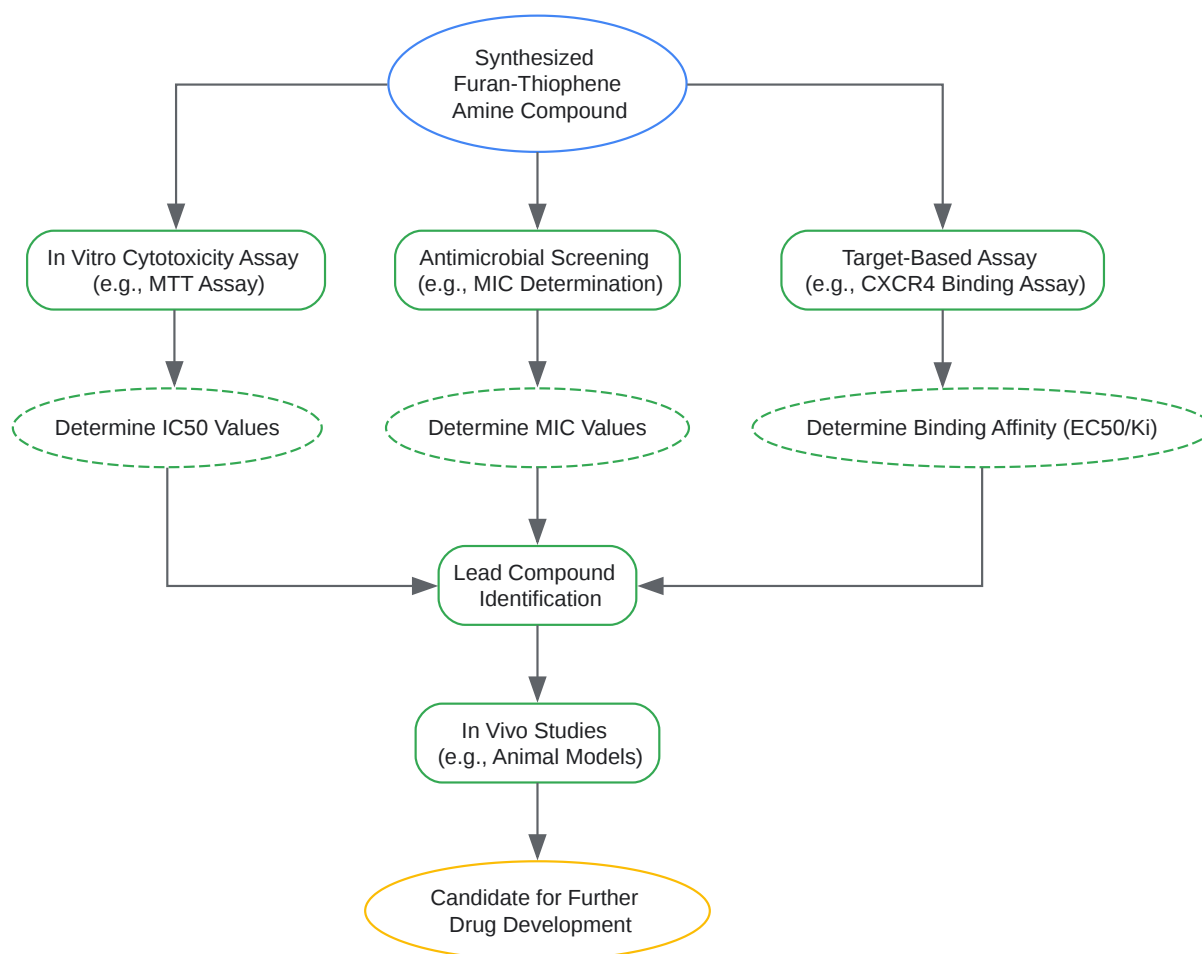 Synthesized
Furan-Thiophene
Amine Compound
In Vitro Cytotoxicity Assay
(e.g., MTT Assay)
Antimicrobial Screening
(e.g., MIC Determination)
Target-Based Assay
(e.g., CXCR4 Binding Assay)
Determine IC50 Values
Determine MIC Values
Determine Binding Affinity (EC50/Ki)
Lead Compound
Identification
In Vivo Studies
(e.g., Animal Models)
Candidate for Further
Drug Development